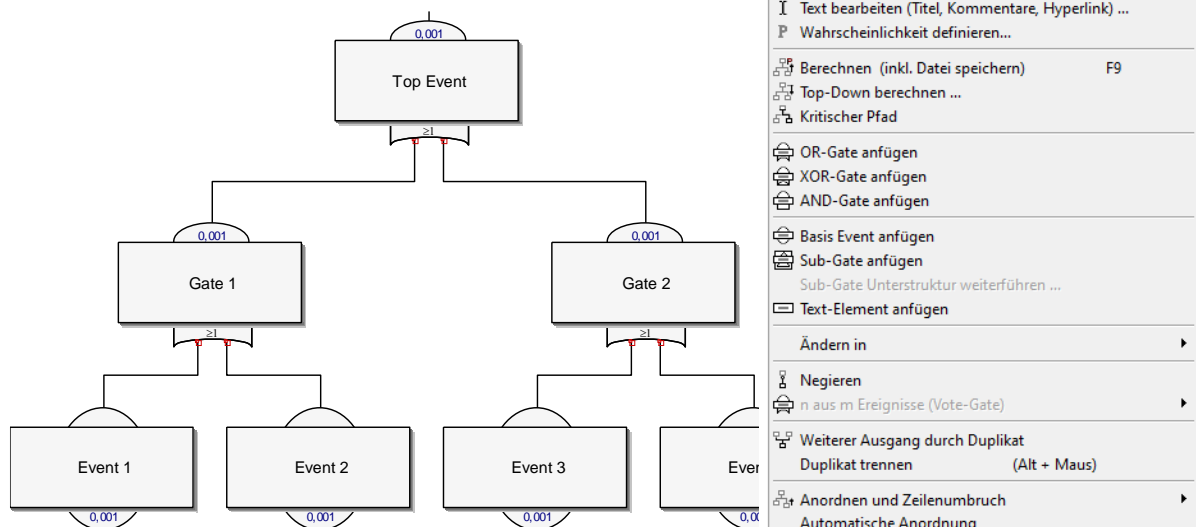 0,001
Top Event
≥1
0,001
Gate 1
≥1
0,001
Gate 2
≥1
Event 1
0,001
Event 2
0,001
Event 3
0,001
Text bearbeiten (Titel, Kommentare, Hyperlink) ...
P Wahrscheinlichkeit definieren...
Berechnen (inkl. Datei speichern) F9
Top-Down berechnen ...
Kritischer Pfad
OR-Gate anfügen
XOR-Gate anfügen
AND-Gate anfügen
Basis Event anfügen
Sub-Gate anfügen
Sub-Gate Unterstruktur weiterführen ...
Text-Element anfügen
Ändern in
Negieren
n aus m Ereignisse (Vote-Gate)
Weiterer Ausgang durch Duplikat
Duplikat trennen (Alt + Maus)
Anordnen und Zeilenumbruch
Automatische Anordnung